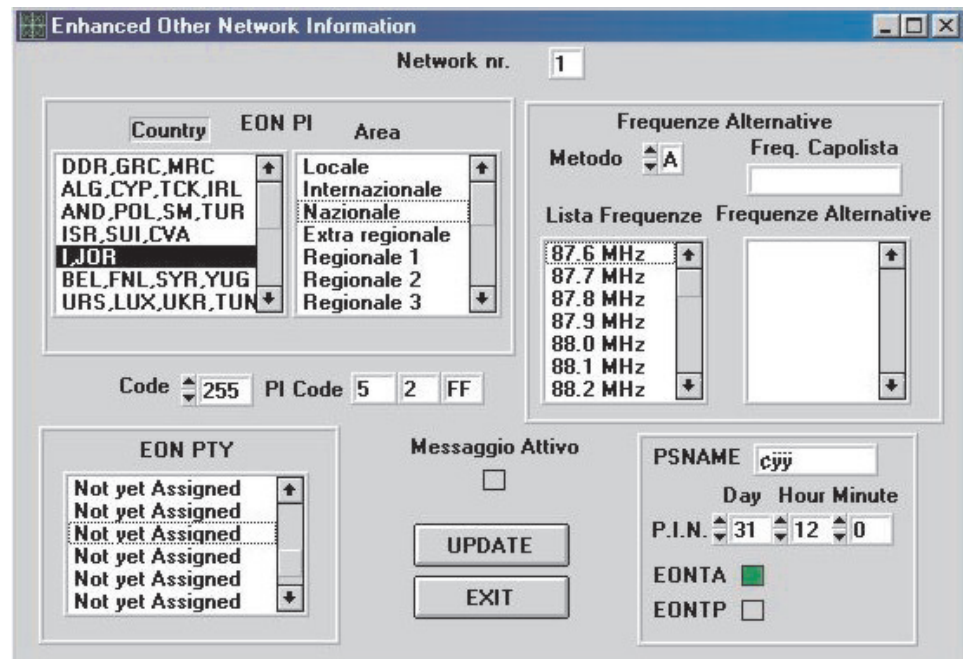 Enhanced Other Network Information
Network nr. 1
Country EON PI Area
DDR,GRC,MRC
ALG,CYP,TCK,IRL
AND,POL,SM,TUR
ISR,SUI,CVA
I,JOR
BEL,FNL,SYR,YUG
URS,LUX,UKR,TUN
Locale
Internazionale
Nazionale
Extra regionale
Regionale 1
Regionale 2
Regionale 3
Frequenze Alternative
Metodo A
Freq. Capolista
Lista Frequenze
87.6 MHz
87.7 MHz
87.8 MHz
87.9 MHz
88.0 MHz
88.1 MHz
88.2 MHz
Frequenze Alternative
Code 255 PI Code 5 2 FF
EON PTY
Not yet Assigned
Not yet Assigned
Not yet Assigned
Not yet Assigned
Not yet Assigned
Not yet Assigned
Messaggio Attivo
UPDATE
EXIT
PSNAME cÿÿ
Day Hour Minute
P.I.N. 31 12 0
EONTA
EONTP